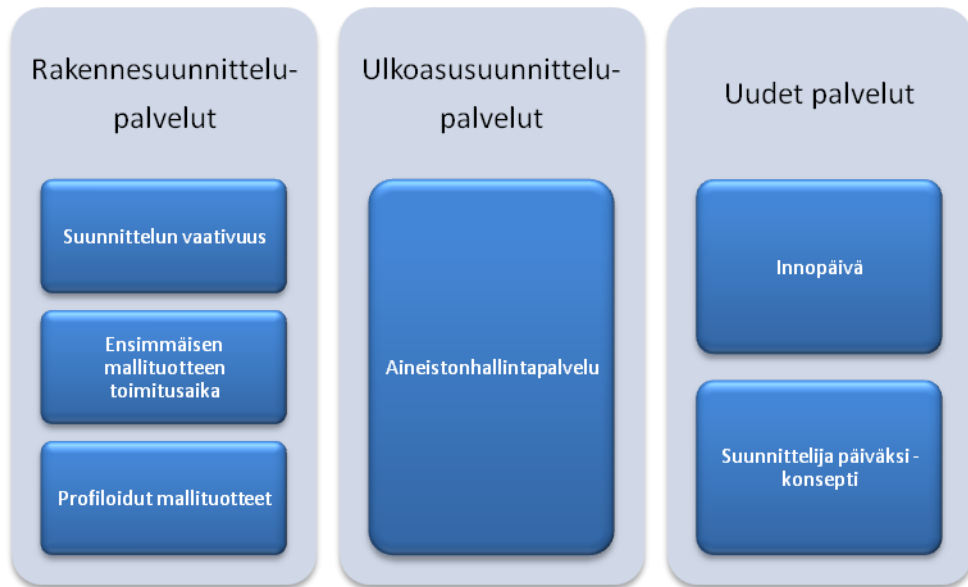 Rakennesuunnittelu-
palvelut
Suunnittelun vaativuus
Ensimmäisen
mallituotteen
toimitusaika
Profiloidut mallituotteet
Ulkoasusuunnittelu-
palvelut
Aineistonhallintapalvelu
Uudet palvelut
Innopäivä
Suunnittelija päiväksi -
konsepti